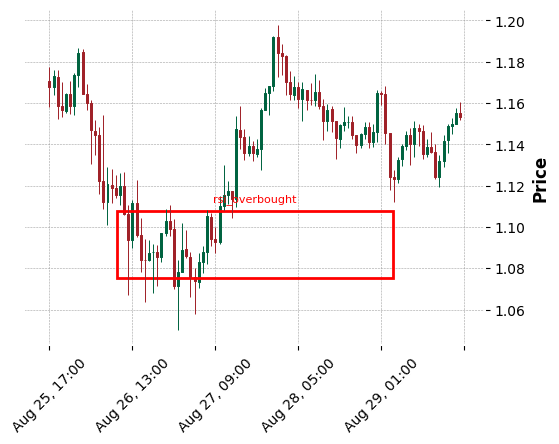 1.20
1.18
1.16
1.14
1.12
rsi_overbought
1.10
1.08
1.06
Price
Aug 25, 17:00
Aug 26, 13:00
Aug 27, 09:00
Aug 28, 05:00
Aug 29, 01:00